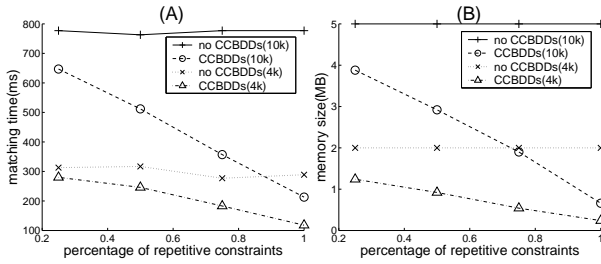 (A)
800
700
600
500
400
300
200
100
0.2
0.4
0.6
0.8
1
matching time(ms)
percentage of repetitive constraints
no CCBDDs(10k)
CCBDDs(10k)
no CCBDDs(4k)
CCBDDs(4k)
(B)
5
4
3
2
1
0
0.2
0.4
0.6
0.8
1
memory size(MB)
percentage of repetitive constraints
no CCBDDs(10k)
CCBDDs(10k)
no CCBDDs(4k)
CCBDDs(4k)